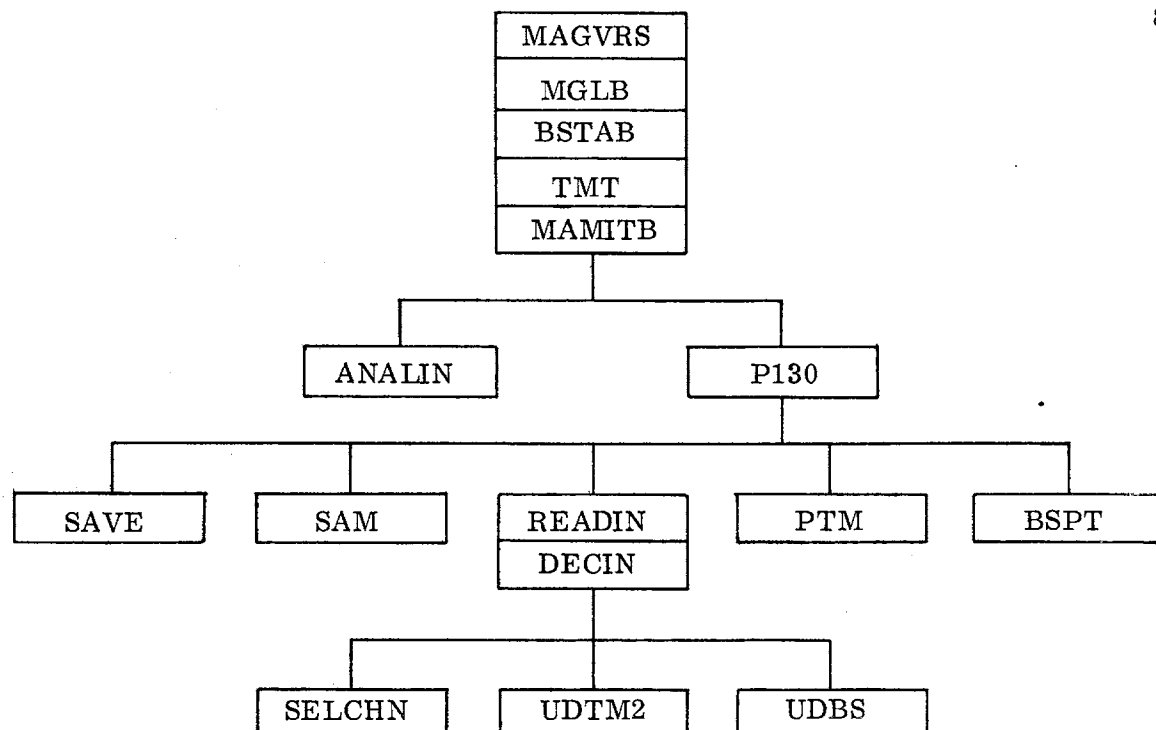 MAGVRS
MGLB
BSTAB
TMT
MAMITB
ANALIN P130
SAVE SAM READIN PTM BSPT
DECIN
SELCHN UDTM2 UDBS